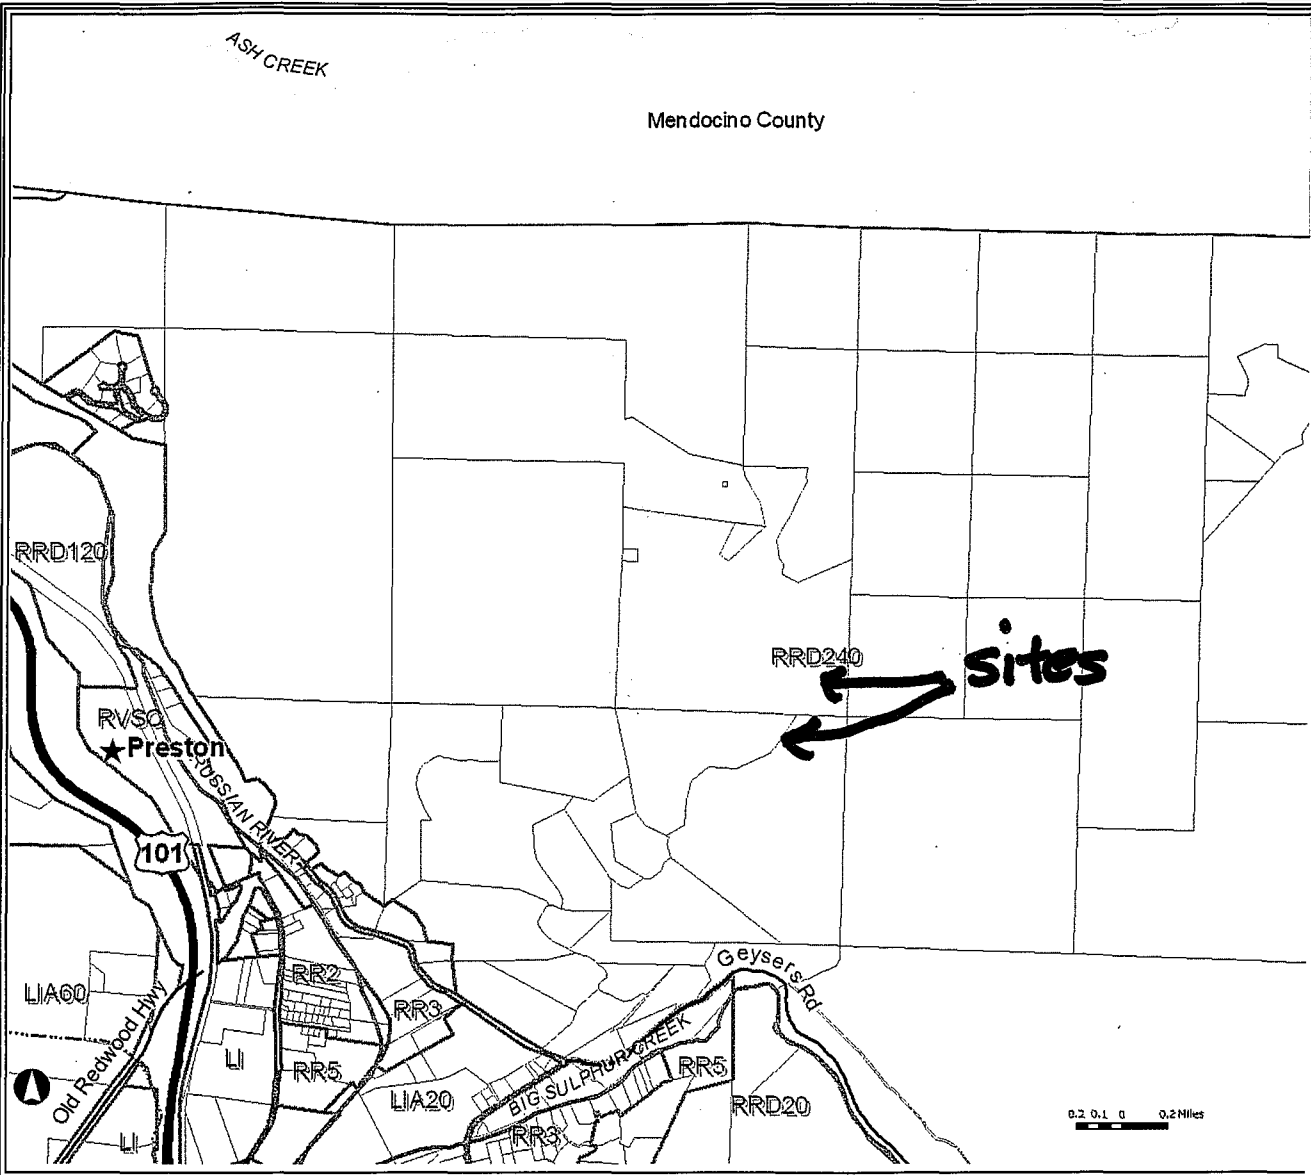 ASH CREEK
Mendocino County
RRD120
RRD240
sites
RVSC
Preston
RUSSIAN RIVER
101
Geysers Rd
LIA60
Old Redwood Hwy
RR2
RR3
LI
RR5
BIG SULPHUR CREEK
RR5
LIA20
RRD20
0.2 0.1 0 0.2 Miles
LI
RR3